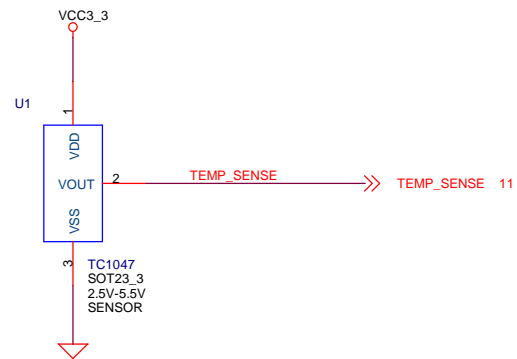 VCC3_3
U1
1
VDD
VOUT
2
TEMP_SENSE
TEMP_SENSE 11
VSS
3
TC1047
SOT23_3
2.5V-5.5V
SENSOR